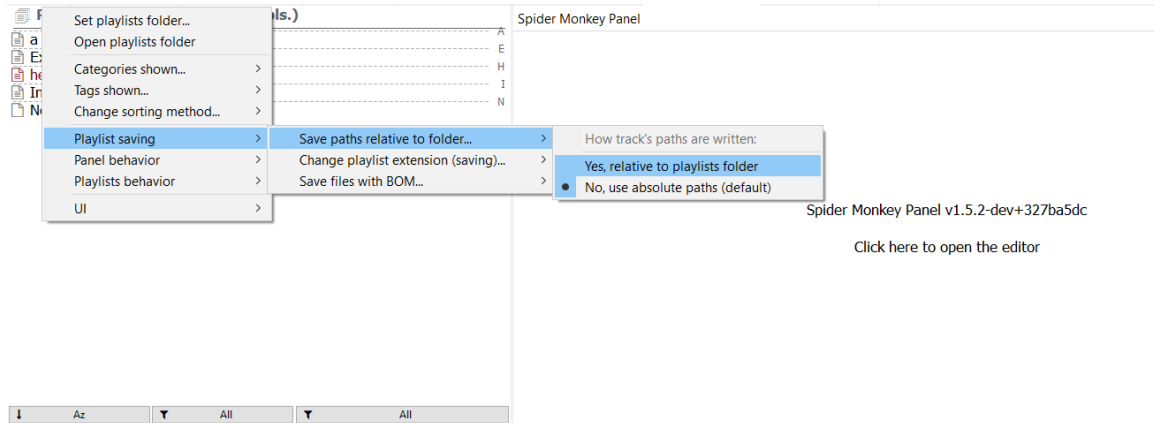 ls.)
Spider Monkey Panel
Set playlists folder...
Open playlists folder
Categories shown...
Tags shown...
Change sorting method...
Playlist saving
Panel behavior
Playlists behavior
UI
Save paths relative to folder...
Change playlist extension (saving)...
Save files with BOM...
How track's paths are written:
Yes, relative to playlists folder
No, use absolute paths (default)
a
A
E
he
H
I
N
Spider Monkey Panel v1.5.2-dev+327ba5dc
Click here to open the editor
Az
All
All